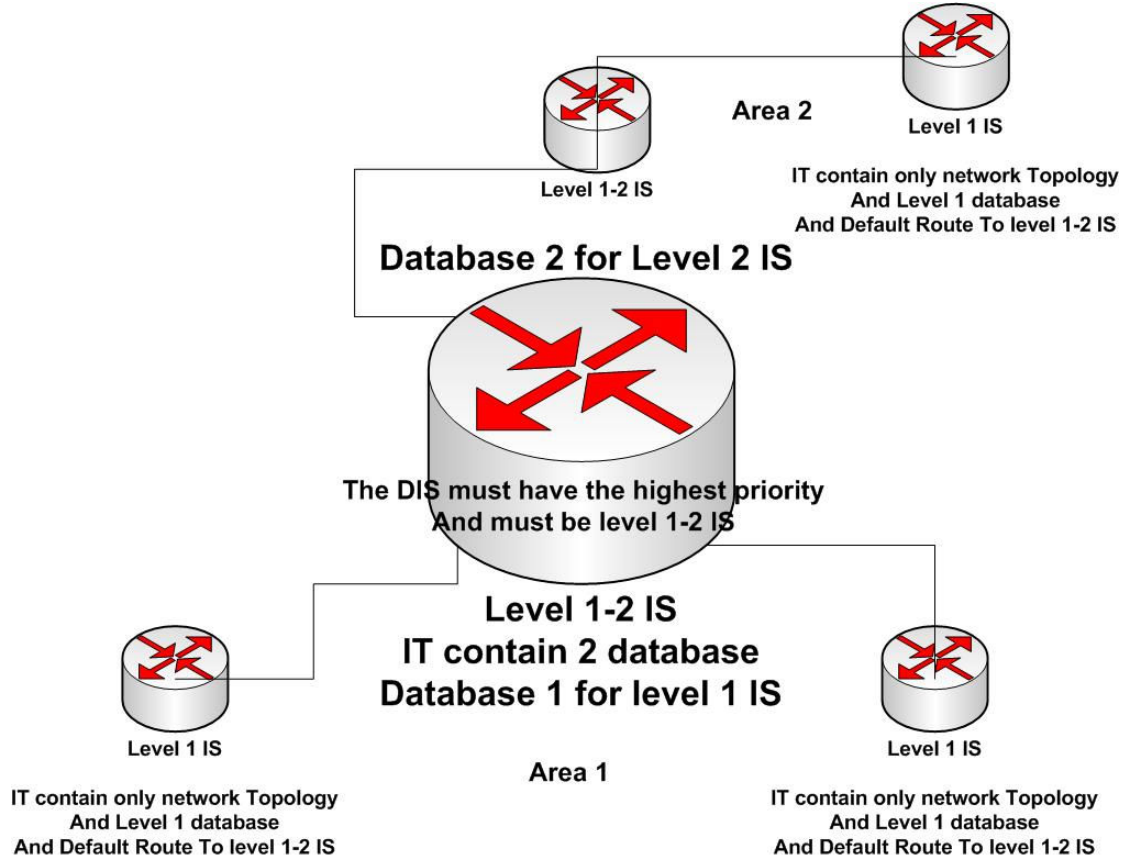 Area 2
Level 1 IS
Level 1-2 IS
IT contain only network Topology
And Level 1 database
And Default Route To level 1-2 IS
Database 2 for Level 2 IS
The DIS must have the highest priority
And must be level 1-2 IS
Level 1-2 IS
IT contain 2 database
Database 1 for level 1 IS
Level 1 IS
IT contain only network Topology
And Level 1 database
And Default Route To level 1-2 IS
Area 1
Level 1 IS
IT contain only network Topology
And Level 1 database
And Default Route To level 1-2 IS